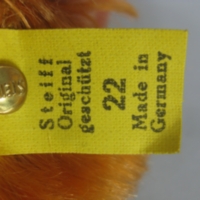 Steiff
Original
geschützt
22
Made in
Germany